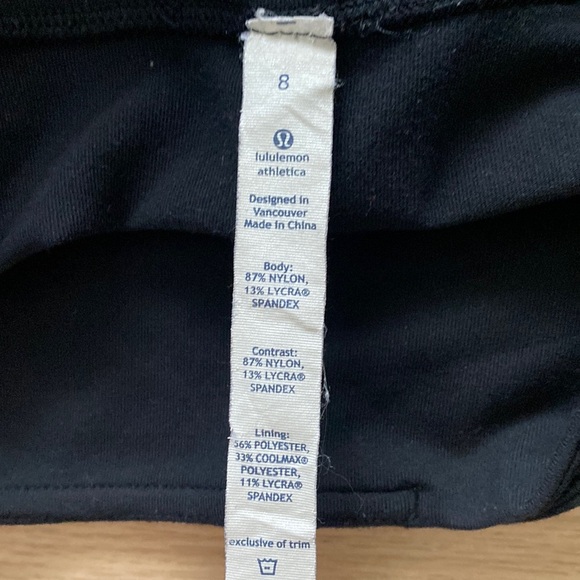 8
lululemon
athletica
Designed in
Vancouver
Made in China
Body:
87% NYLON,
13% LYCRA®
SPANDEX
Contrast:
87% NYLON,
13% LYCRA®
SPANDEX
Lining:
56% POLYESTER,
33% COOLMAX®
POLYESTER,
11% LYCRA®
SPANDEX
exclusive of trim